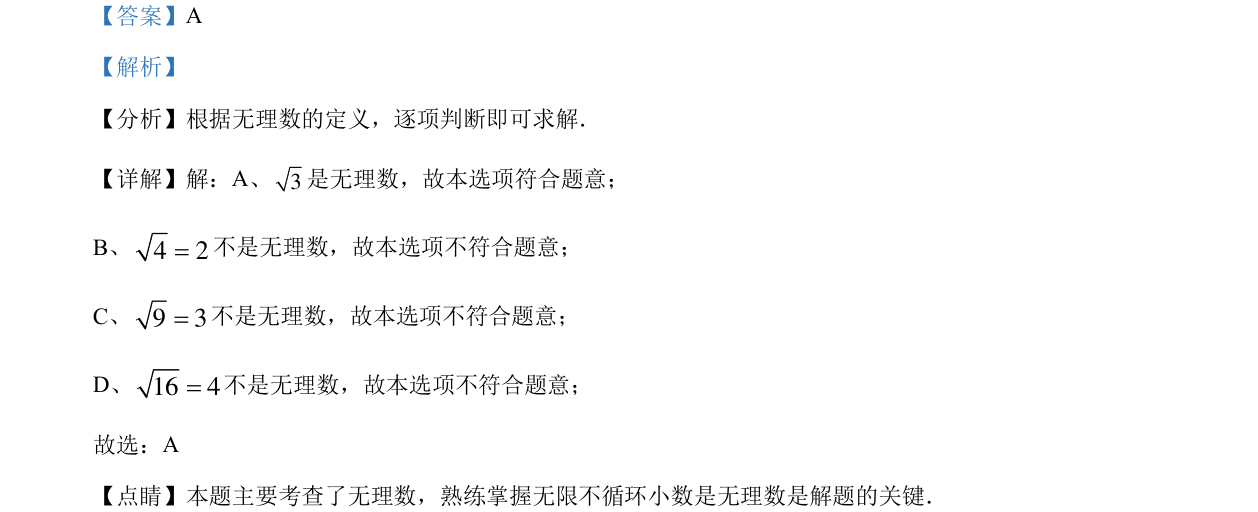 【答案】A
【解析】
【分析】根据无理数的定义，逐项判断即可求解．
【详解】解：A、√3是无理数，故本选项符合题意；
B、√4=2不是无理数，故本选项不符合题意；
C、√9=3不是无理数，故本选项不符合题意；
D、√16=4不是无理数，故本选项不符合题意；
故选：A
【点睛】本题主要考查了无理数，熟练掌握无限不循环小数是无理数是解题的关键．